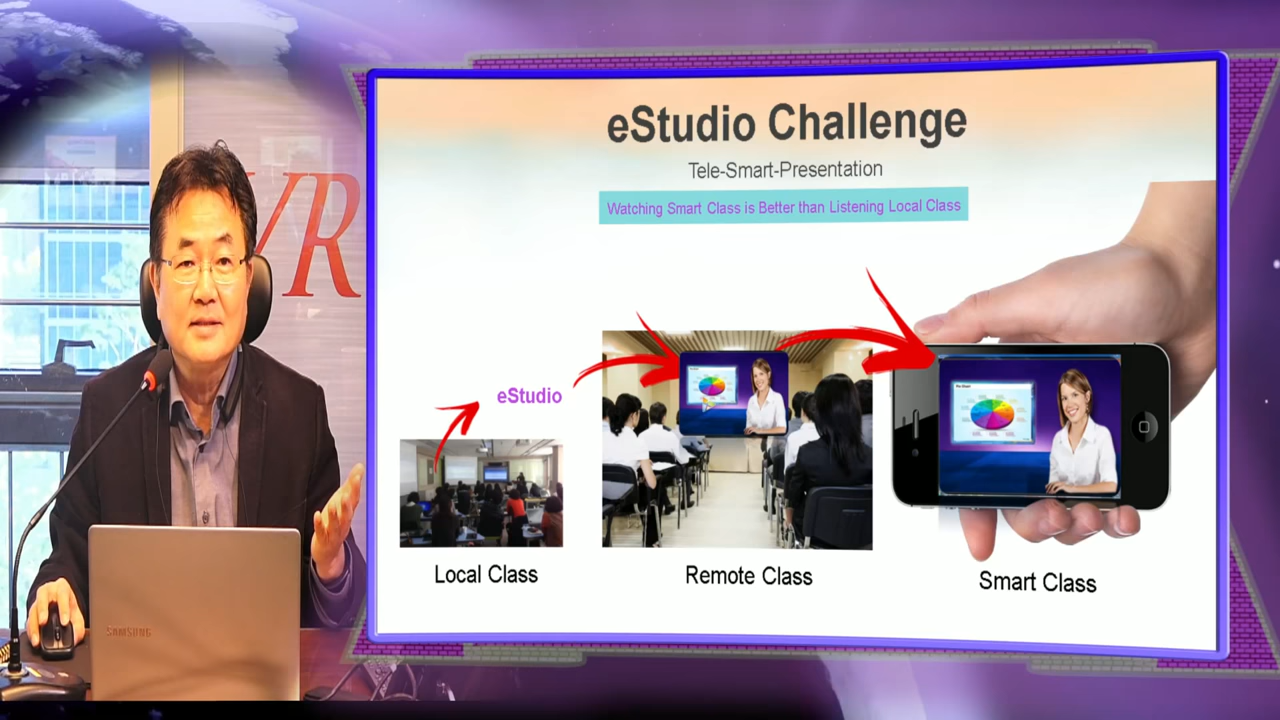 eStudio Challenge
Tele-Smart-Presentation
Watching Smart Class is Better than Listening Local Class
VR
eStudio
Local Class
Remote Class
Smart Class
SAMSUNG